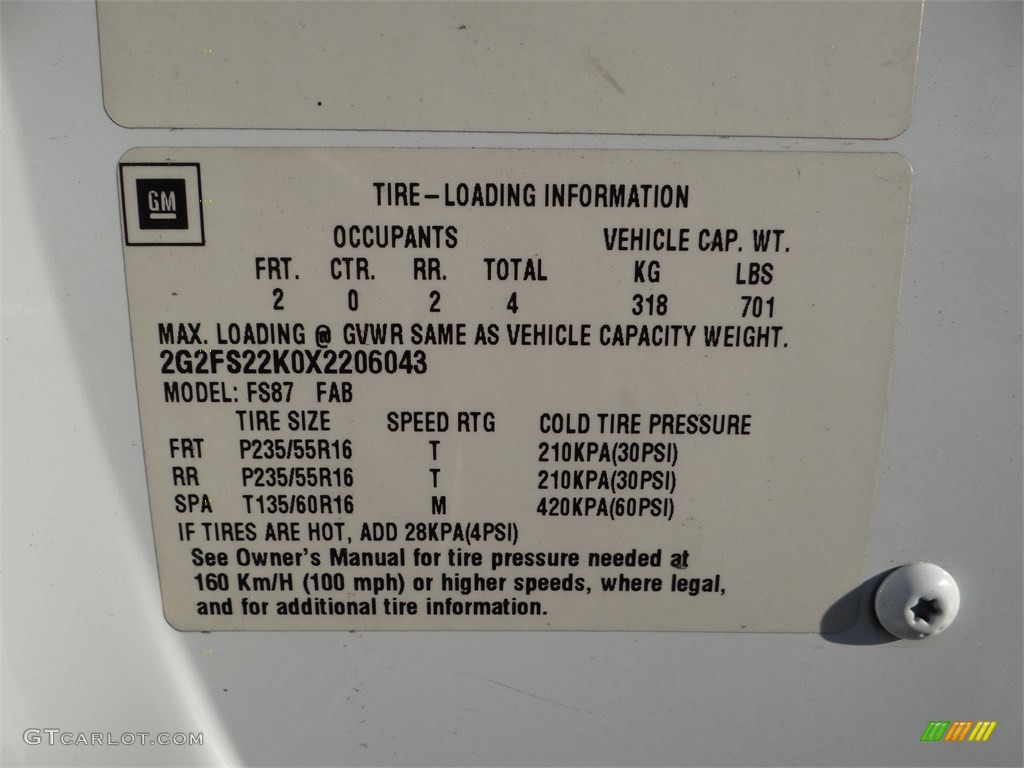 GM
TIRE-LOADING INFORMATION
OCCUPANTS VEHICLE CAP. WT.
FRT. CTR. RR. TOTAL KG LBS
2 0 2 4 318 701
MAX. LOADING @ GVWR SAME AS VEHICLE CAPACITY WEIGHT.
2G2FS22K0X2206043
MODEL: FS87 FAB
TIRE SIZE SPEED RTG COLD TIRE PRESSURE
FRT P235/55R16 T 210KPA(30PSI)
RR P235/55R16 T 210KPA(30PSI)
SPA T135/60R16 M 420KPA(60PSI)
IF TIRES ARE HOT, ADD 28KPA(4PSI)
See Owner's Manual for tire pressure needed at
160 Km/H (100 mph) or higher speeds, where legal,
and for additional tire information.
GTCARLOT.COM